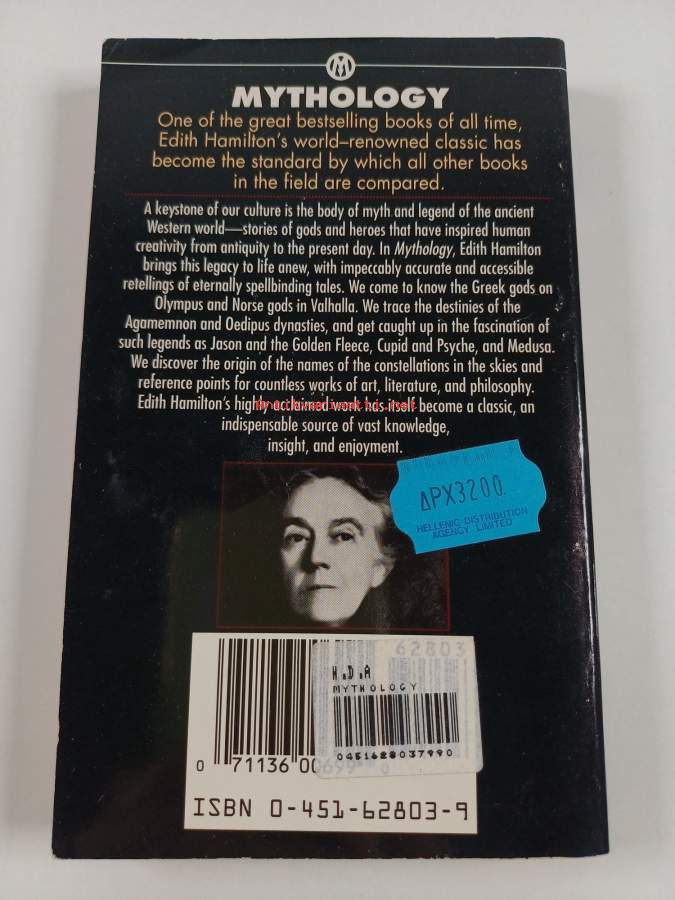 M
MYTHOLOGY
One of the great bestselling books of all time,
Edith Hamilton's world–renowned classic has
become the standard by which all other books
in the field are compared.
A keystone of our culture is the body of myth and legend of the ancient
Western world—stories of gods and heroes that have inspired human
creativity from antiquity to the present day. In Mythology, Edith Hamilton
brings this legacy to life anew, with impeccably accurate and accessible
retellings of eternally spellbinding tales. We come to know the Greek gods on
Olympus and Norse gods in Valhalla. We trace the destinies of the
Agamemnon and Oedipus dynasties, and get caught up in the fascination of
such legends as Jason and the Golden Fleece, Cupid and Psyche, and Medusa.
We discover the origin of the names of the constellations in the skies and
reference points for countless works of art, literature, and philosophy.
Edith Hamilton's highly acclaimed work has itself become a classic, an
indispensable source of vast knowledge,
insight, and enjoyment.
ΔΡΧ3200.
HELLENIC DISTRIBUTION
AGENCY LIMITED
62803
H.D.A
MYTHOLOGY
0451628037990
0 71136 00699
ISBN 0-451-62803-9